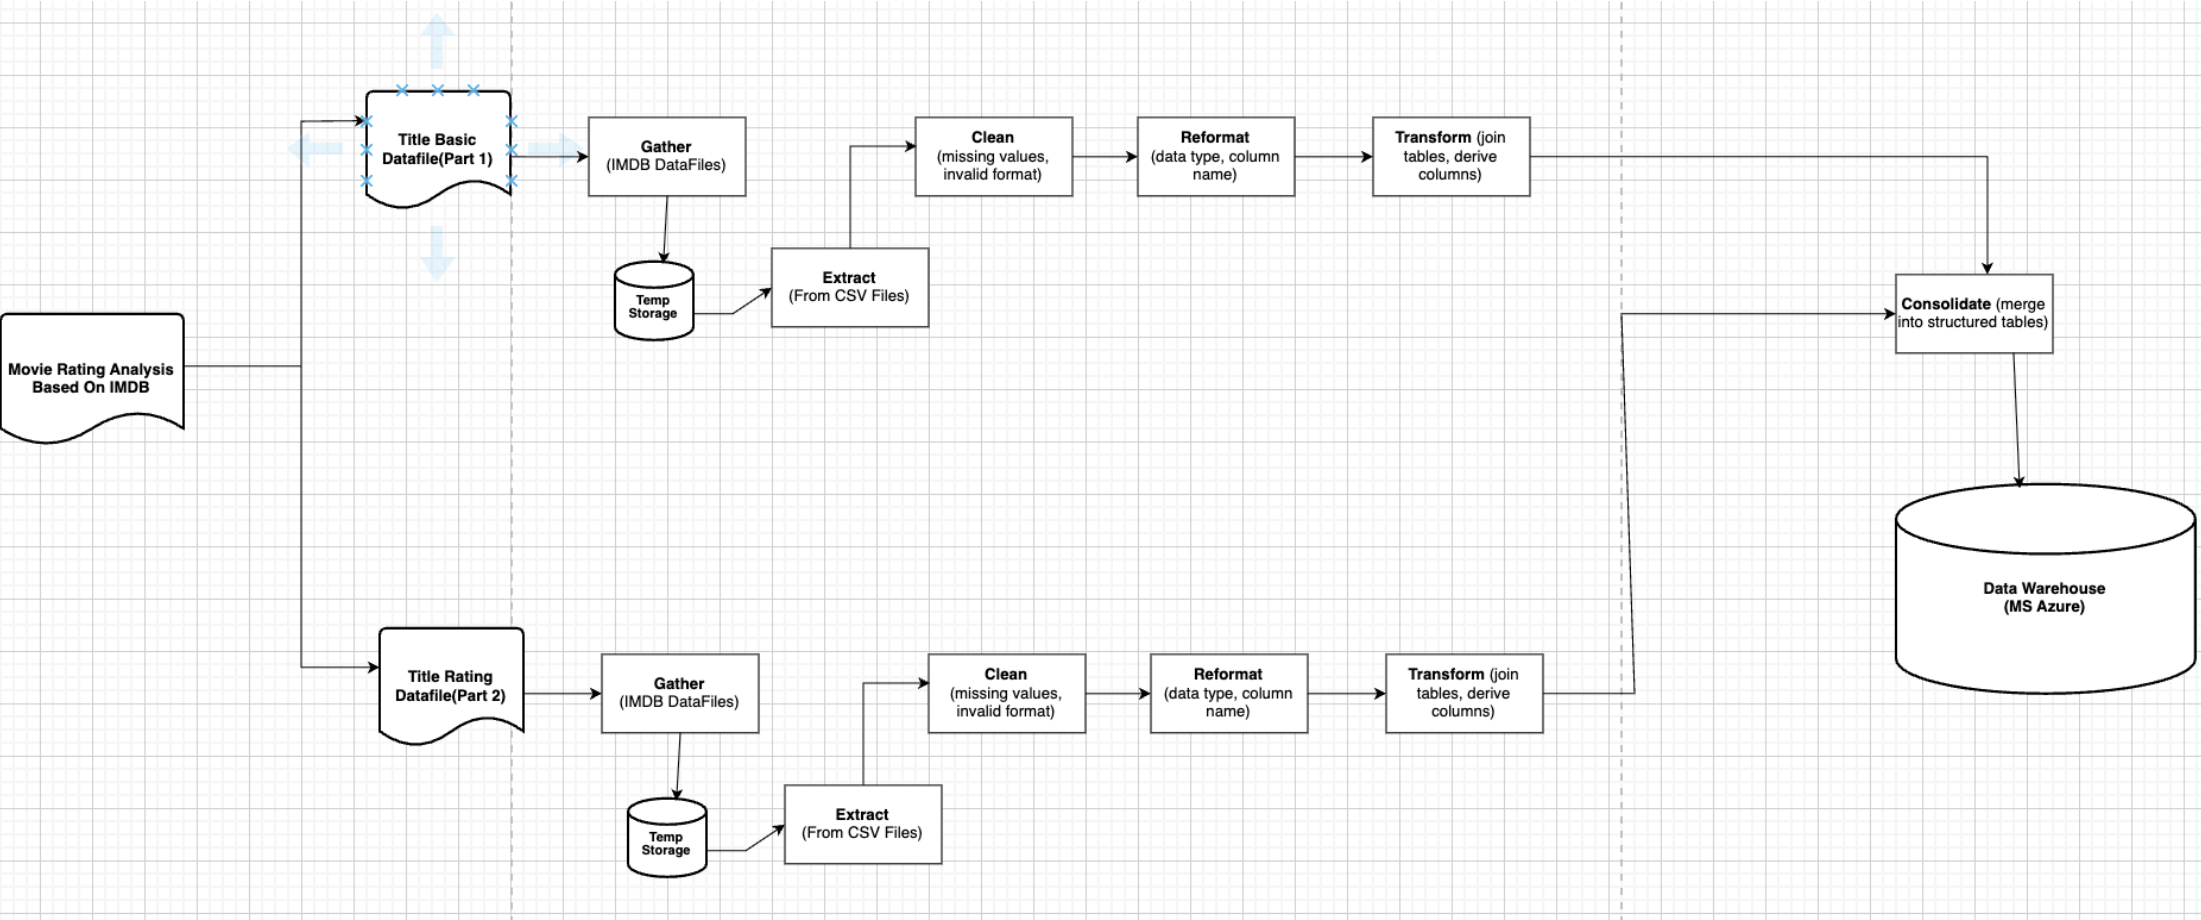 Title Basic
Datafile(Part 1)
Gather
(IMDB DataFiles)
Temp
Storage
Extract
(From CSV Files)
Clean
(missing values,
invalid format)
Reformat
(data type, column
name)
Transform (join
tables, derive
columns)
Movie Rating Analysis
Based On IMDB
Consolidate (merge
into structured tables)
Data Warehouse
(MS Azure)
Title Rating
Datafile(Part 2)
Gather
(IMDB DataFiles)
Temp
Storage
Extract
(From CSV Files)
Clean
(missing values,
invalid format)
Reformat
(data type, column
name)
Transform (join
tables, derive
columns)